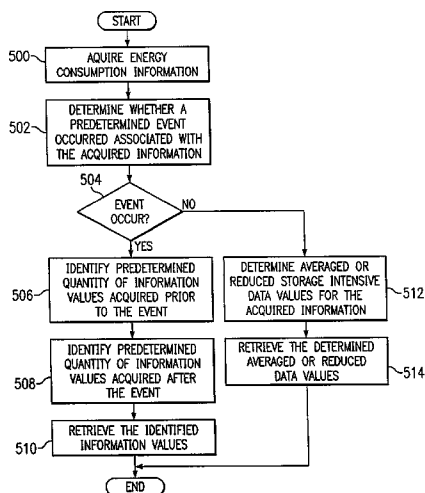 START
500
AQUIRE ENERGY
CONSUMPTION INFORMATION
502
DETERMINE WHETHER A
PREDETERMINED EVENT
OCCURRED ASSOCIATED WITH
THE ACQUIRED INFORMATION
504
EVENT
OCCUR?
NO
YES
506
IDENTIFY PREDETERMINED
QUANTITY OF INFORMATION
VALUES ACQUIRED PRIOR
TO THE EVENT
508
IDENTIFY PREDETERMINED
QUANTITY OF INFORMATION
VALUES ACQUIRED AFTER
THE EVENT
510
RETRIEVE THE IDENTIFIED
INFORMATION VALUES
DETERMINE AVERAGED OR
REDUCED STORAGE INTENSIVE
DATA VALUES FOR THE
ACQUIRED INFORMATION
512
RETRIEVE THE DETERMINED
AVERAGED OR REDUCED
DATA VALUES
514
END